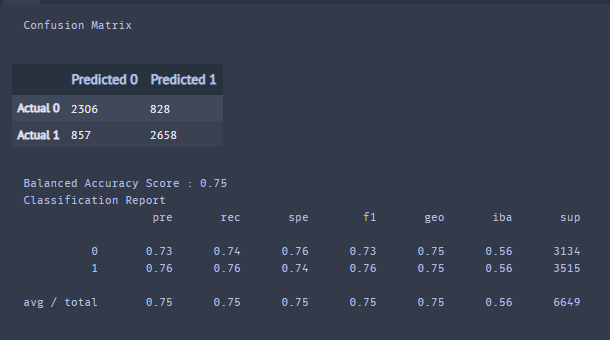 Confusion Matrix
Predicted 0 Predicted 1
Actual 0 2306 828
Actual 1 857 2658
Balanced Accuracy Score : 0.75
Classification Report
pre rec spe f1 geo iba sup
0 0.73 0.74 0.76 0.73 0.75 0.56 3134
1 0.76 0.76 0.74 0.76 0.75 0.56 3515
avg / total 0.75 0.75 0.75 0.75 0.75 0.56 6649